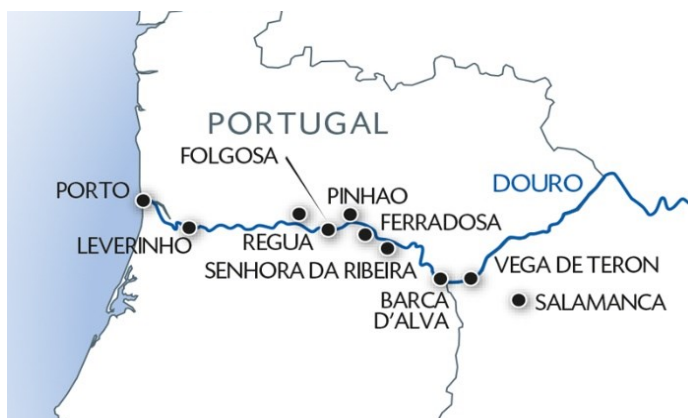 PORTUGAL
FOLGOSA
PORTO
PINHAO
DOURO
FERRADOSA
LEVERINHO
REGUA
SENHORA DA RIBEIRA
VEGA DE TERON
BARCA
D'ALVA
SALAMANCA